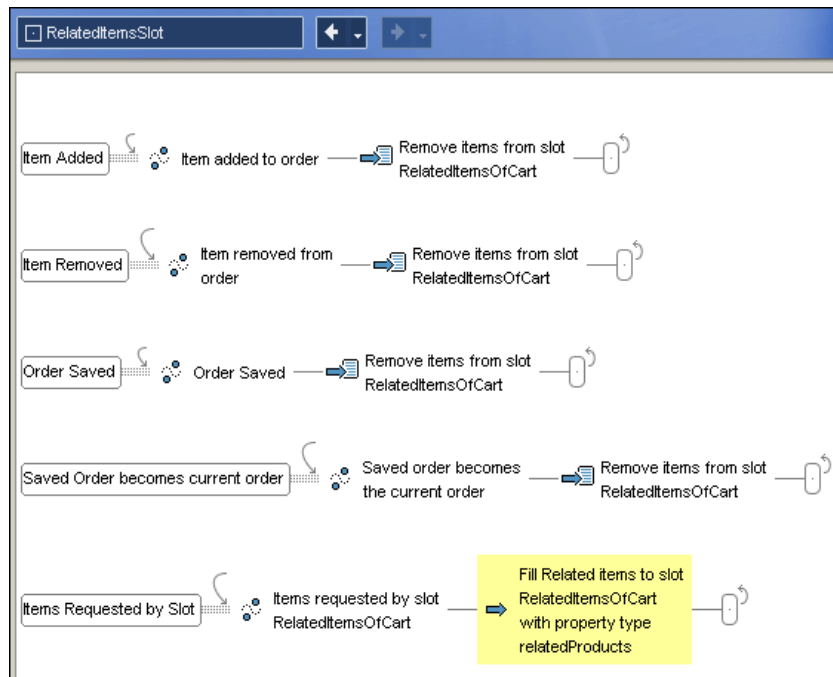 RelatedItemsSlot
Item Added
Item added to order
Remove items from slot
RelatedItemsOfCart
Item Removed
Item removed from
order
Remove items from slot
RelatedItemsOfCart
Order Saved
Order Saved
Remove items from slot
RelatedItemsOfCart
Saved Order becomes current order
Saved order becomes
the current order
Remove items from slot
RelatedItemsOfCart
Items Requested by Slot
Items requested by slot
RelatedItemsOfCart
Fill Related items to slot
RelatedItemsOfCart
with property type
relatedProducts